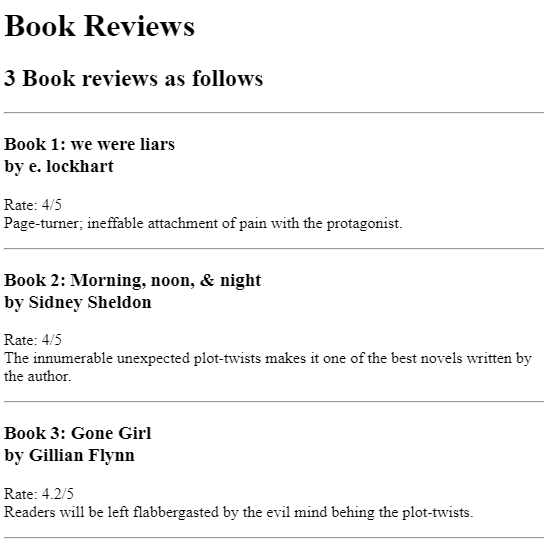 Book Reviews
3 Book reviews as follows
Book 1: we were liars
by e. lockhart
Rate: 4/5
Page-turner; ineffable attachment of pain with the protagonist.
Book 2: Morning, noon, & night
by Sidney Sheldon
Rate: 4/5
The innumerable unexpected plot-twists makes it one of the best novels written by
the author.
Book 3: Gone Girl
by Gillian Flynn
Rate: 4.2/5
Readers will be left flabbergasted by the evil mind behing the plot-twists.